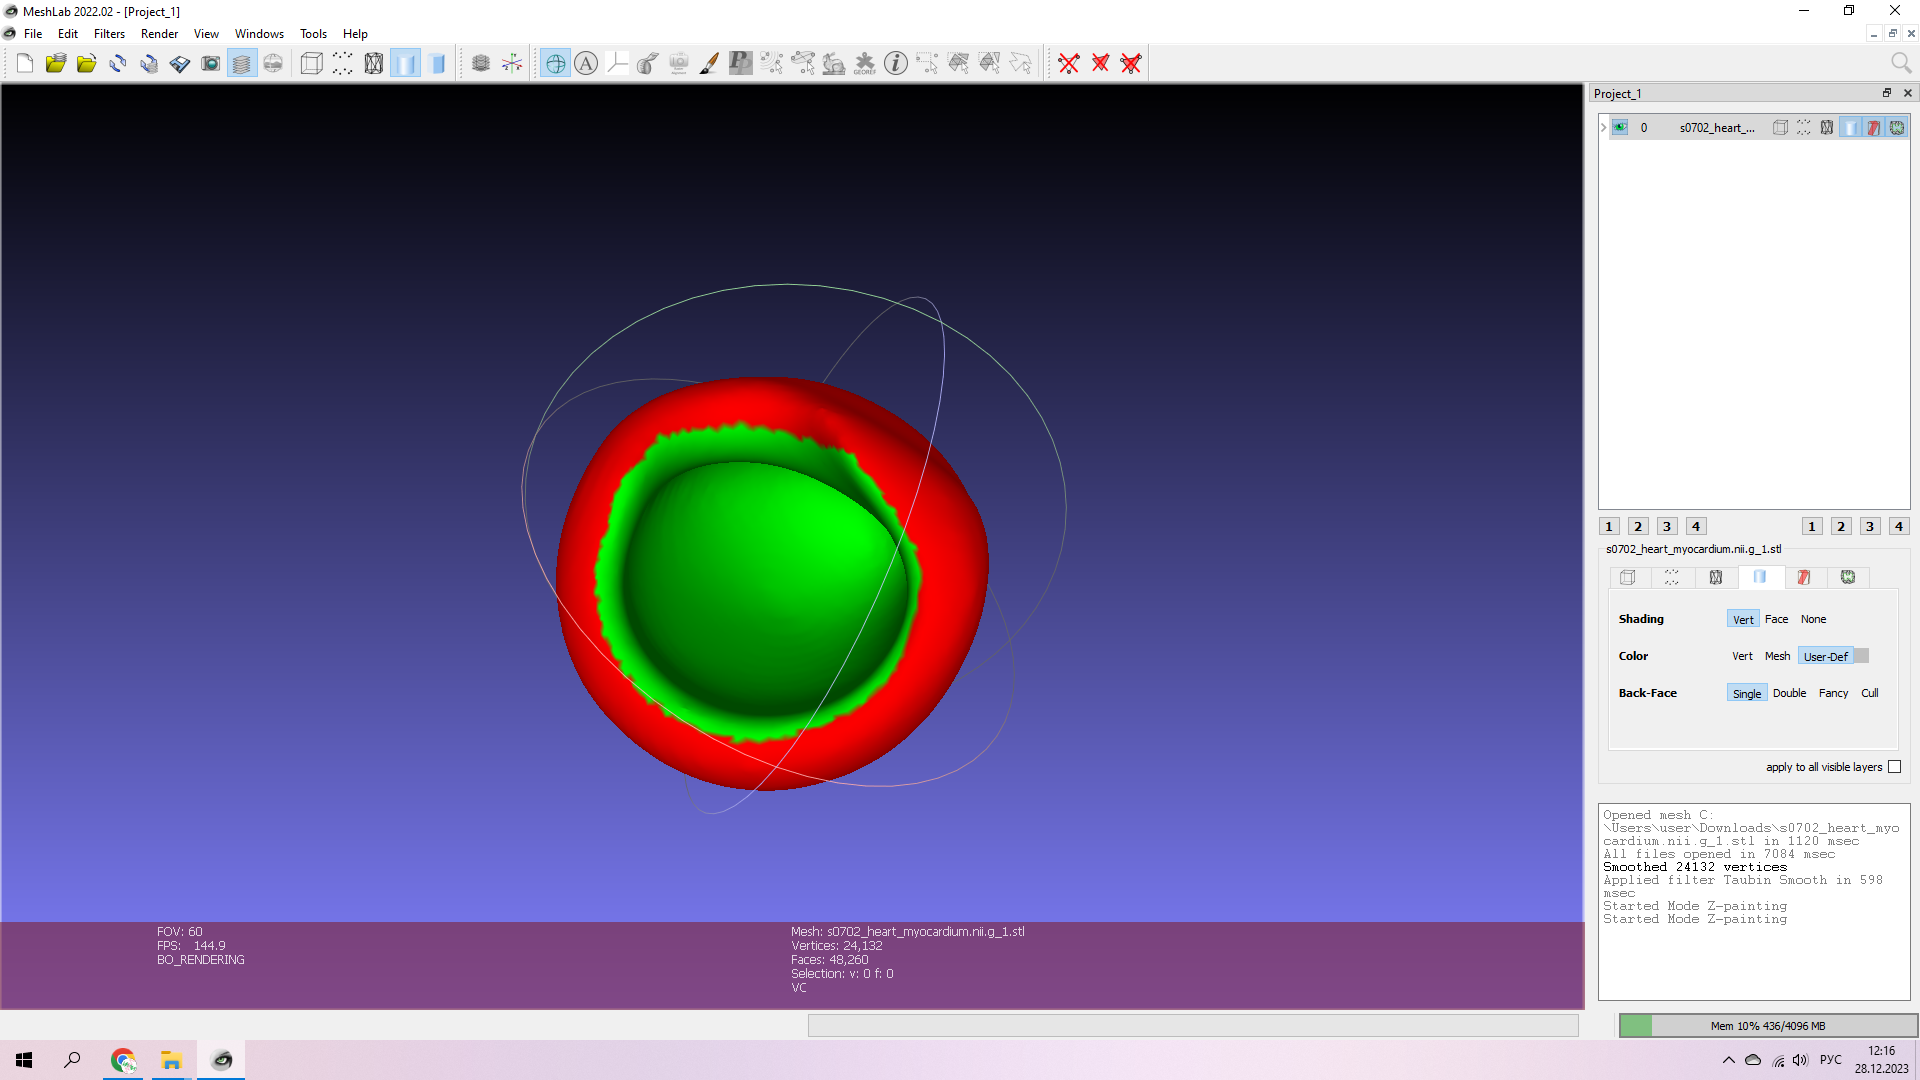 MeshLab 2022.02 - [Project_1]
File Edit Filters Render View Windows Tools Help
A
GEOREF
Project_1
0 s0702_heart_...
1 2 3 4 1 2 3 4
s0702_heart_myocardium.nii.g_1.stl
Shading Vert Face None
Color Vert Mesh User-Def
Back-Face Single Double Fancy Cull
apply to all visible layers
Opened mesh C:
\Users\user\Downloads\s0702_heart_myo
cardium.nii.g_1.stl in 1120 msec
All files opened in 7084 msec
Smoothed 24132 vertices
Applied filter Taubin Smooth in 598
msec
Started Mode Z-painting
Started Mode Z-painting
FOV: 60
FPS: 144.9
BO_RENDERING
Mesh: s0702_heart_myocardium.nii.g_1.stl
Vertices: 24,132
Faces: 48,260
Selection: v: 0 f: 0
VC
Mem 10% 436/4096 MB
РУС
12:16
28.12.2023